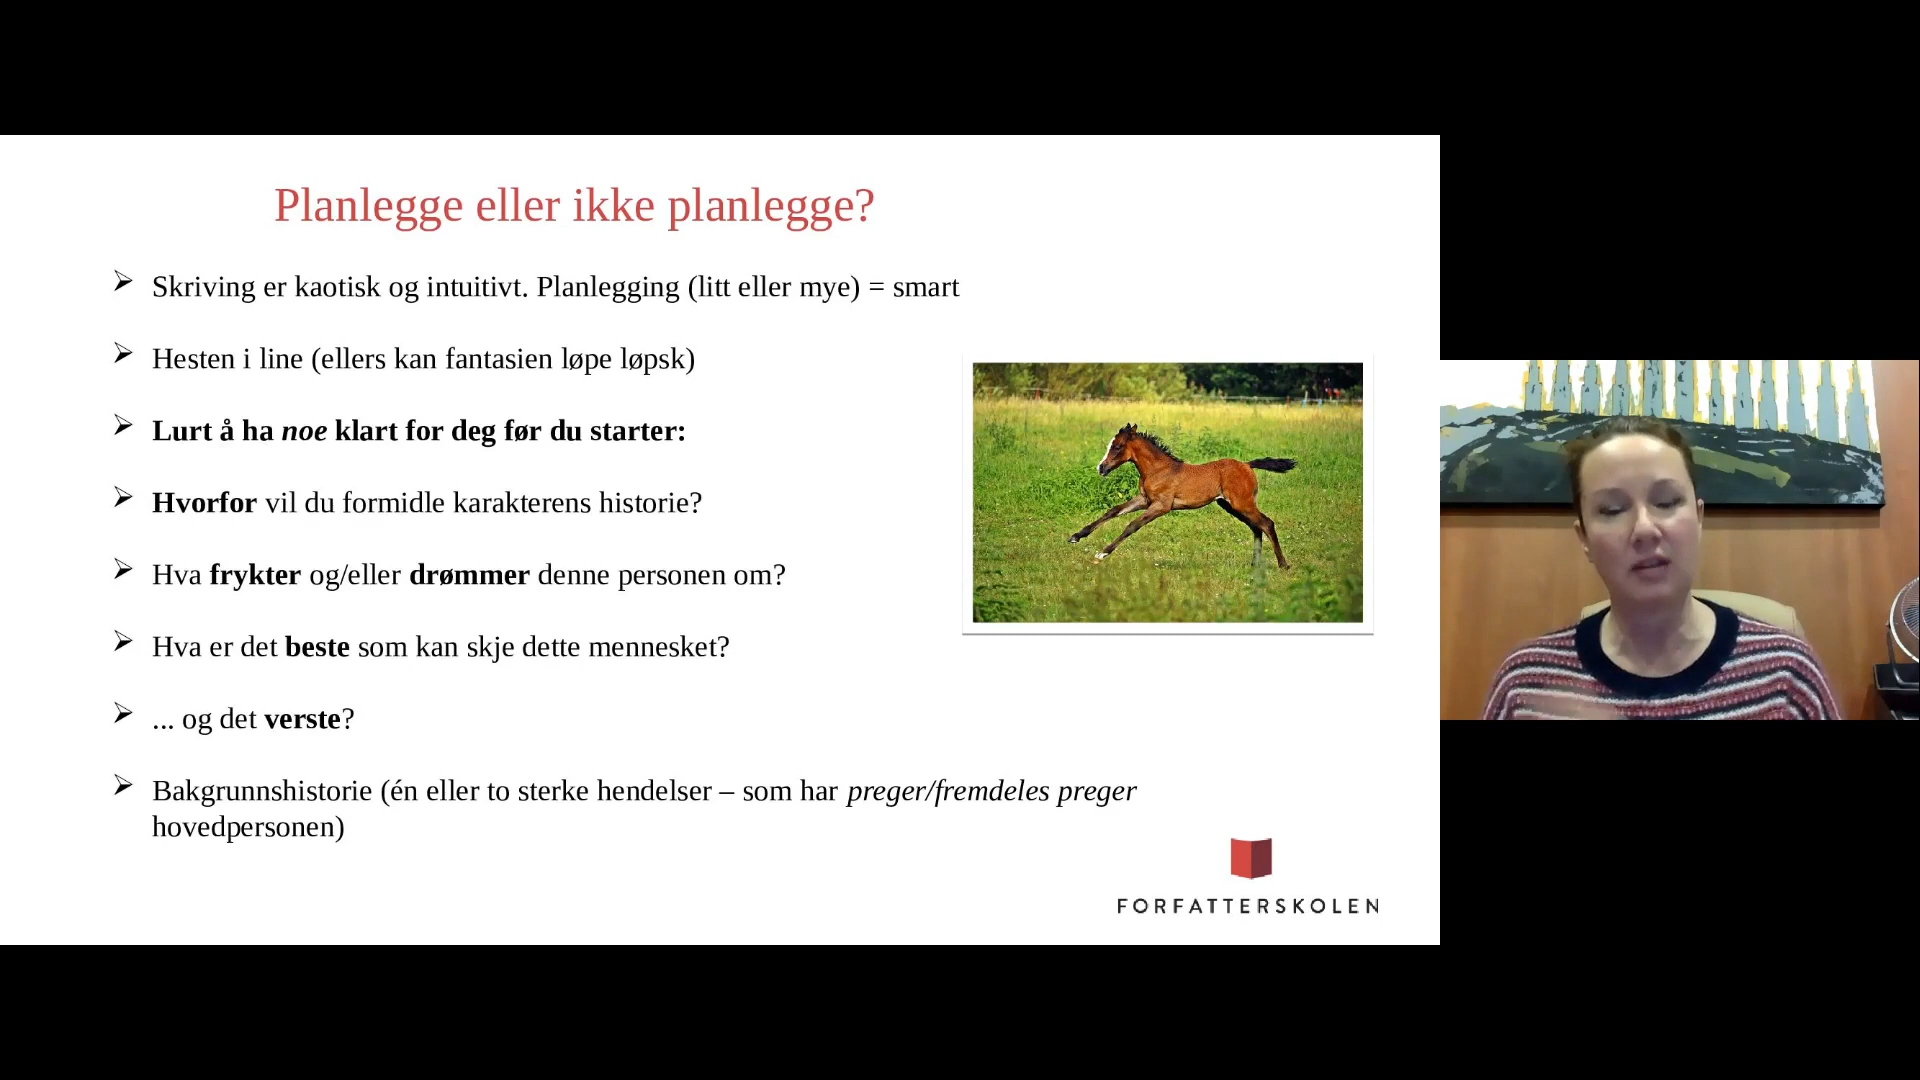 Planlegge eller ikke planlegge?
Skriving er kaotisk og intuitivt. Planlegging (litt eller mye) = smart
Hesten i line (ellers kan fantasien løpe løpsk)
Lurt å ha noe klart for deg før du starter:
Hvorfor vil du formidle karakterens historie?
Hva frykter og/eller drømmer denne personen om?
Hva er det beste som kan skje dette mennesket?
... og det verste?
Bakgrunnshistorie (én eller to sterke hendelser – som har preger/fremdeles preger
hovedpersonen)
FORFATTERSKOLEN